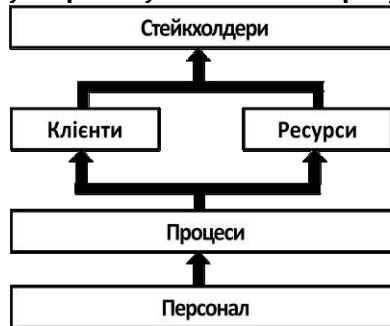 Стейкхолдери
Клієнти
Ресурси
Процеси
Персонал